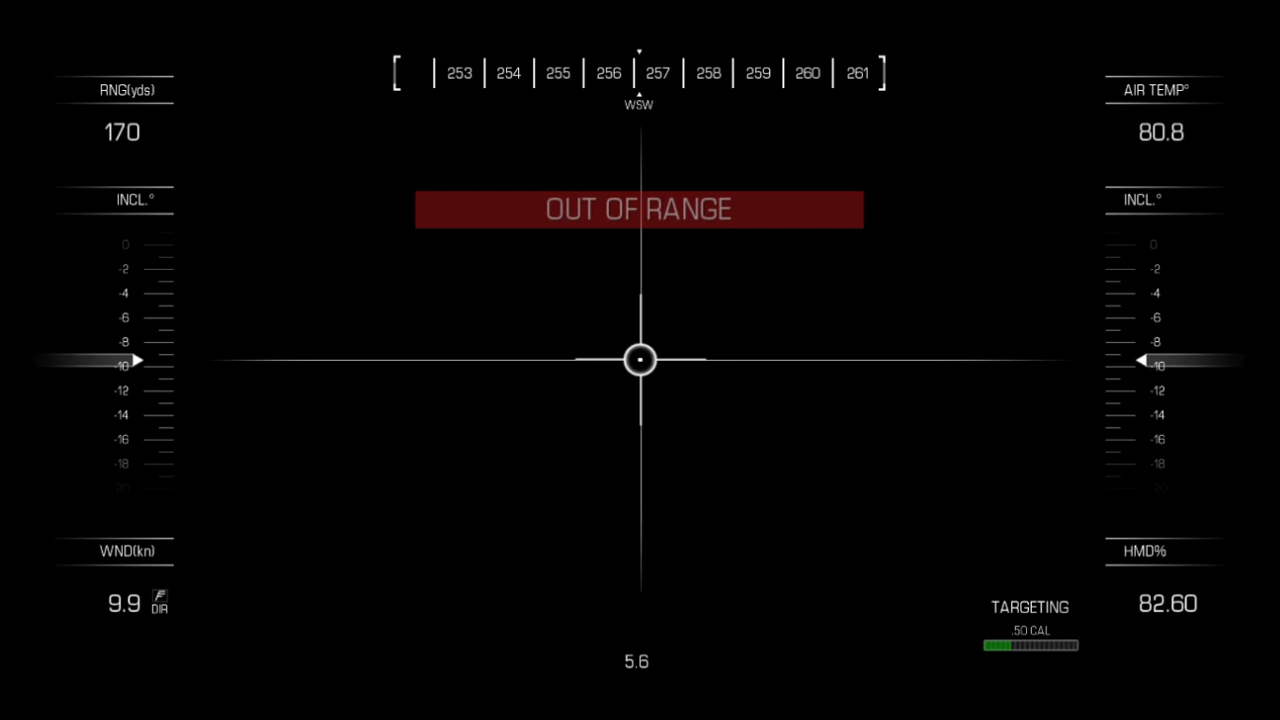 253 254 255 256 257 258 259 260 261
WSW
RNG(yds)
170
AIR TEMP°
80.8
OUT OF RANGE
INCL.°
0
-2
-4
-6
-8
-10
-12
-14
-16
-18
-20
INCL.°
0
-2
-4
-6
-8
-10
-12
-14
-16
-18
-20
WND(kn)
9.9
DIR
HMD%
82.60
TARGETING
.50 CAL
5.6